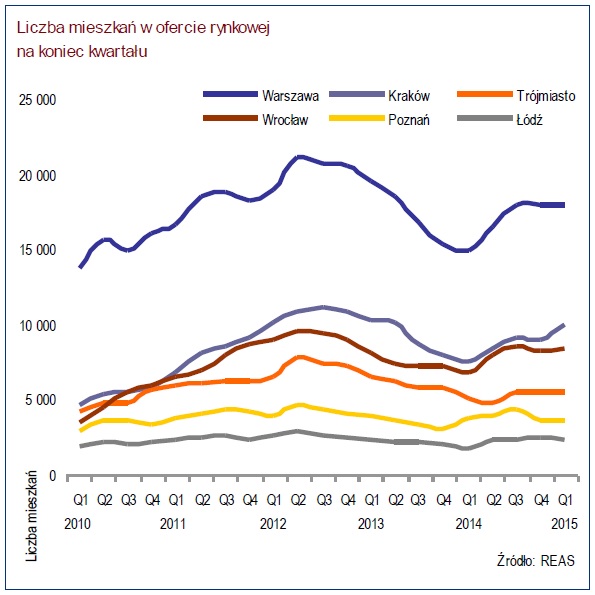 Liczba mieszkań w ofercie rynkowej
na koniec kwartału
25 000
Warszawa Kraków Trójmiasto
Wrocław Poznań Łódź
20 000
15 000
10 000
5 000
0
Liczba mieszkań
Q1 Q2 Q3 Q4 Q1 Q2 Q3 Q4 Q1 Q2 Q3 Q4 Q1 Q2 Q3 Q4 Q1 Q2 Q3 Q4 Q1
2010 2011 2012 2013 2014 2015
Źródło: REAS